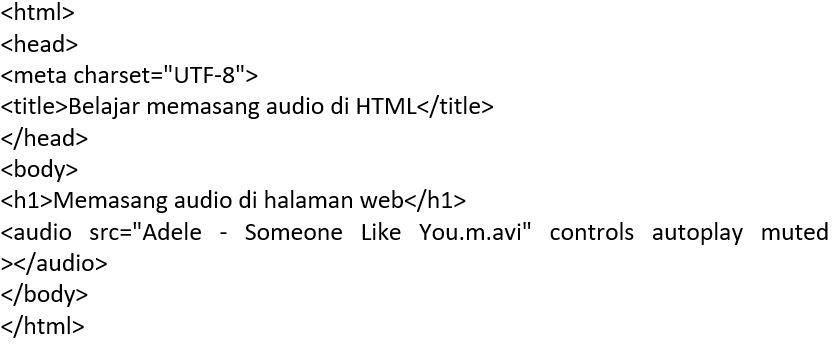 <html>
<head>
<meta charset="UTF-8">
<title>Belajar memasang audio di HTML</title>
</head>
<body>
<h1>Memasang audio di halaman web</h1>
<audio src="Adele - Someone Like You.m.avi" controls autoplay muted
></audio>
</body>
</html>